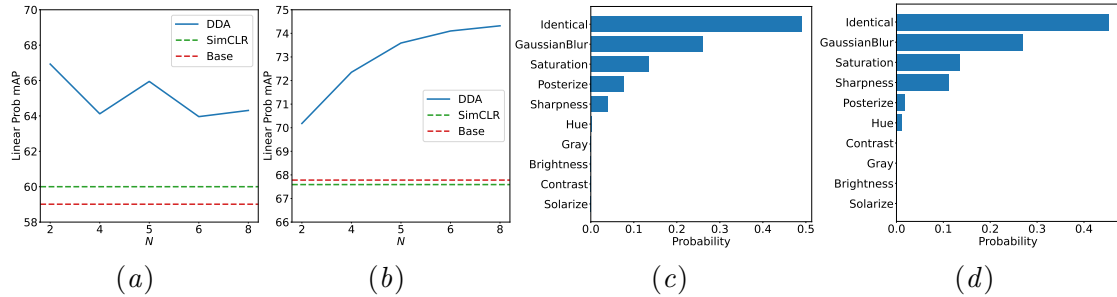 70
68
66
64
62
60
58
Linear Prob mAP
DDA
SimCLR
Base
2 4 5 6 8
N
(a)
76
75
74
72
71
70
68
67
66
Linear Prob mAP
DDA
SimCLR
Base
2 4 5 6 8
N
(b)
Identical
GaussianBlur
Saturation
Posterize
Sharpness
Hue
Gray
Brightness
Contrast
Solarize
0.0 0.1 0.2 0.3 0.4 0.5
Probability
(c)
Identical
GaussianBlur
Saturation
Sharpness
Posterize
Hue
Contrast
Gray
Brightness
Solarize
0.0 0.1 0.2 0.3 0.4
Probability
(d)